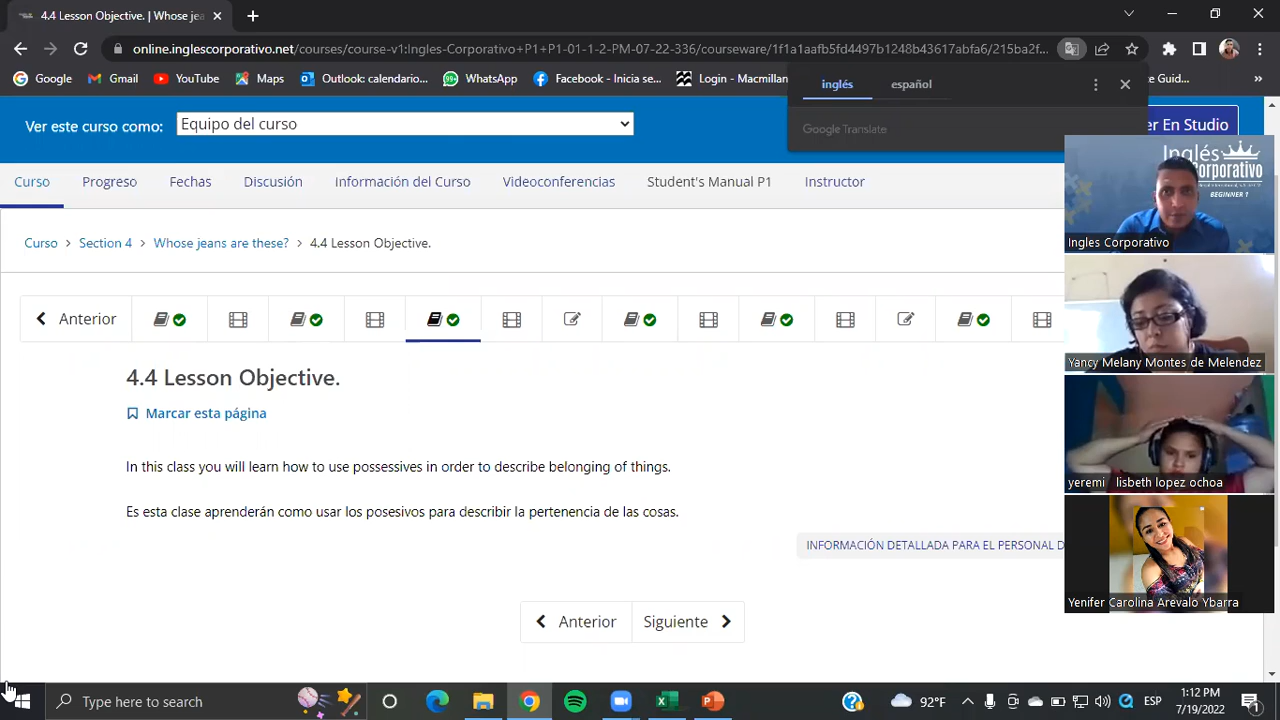 4.4 Lesson Objective. Whose jea
online.inglescorporativo.net/courses/course-v1:Ingles-Corporativo+P1+P1-01-1-2-PM-07-22-336/courseware/1f1a1aafb5fd4497b1248b43617abfa6/215ba2f...
Google Gmail YouTube Maps Outlook: calendario... WhatsApp Facebook - Inicia se... Login - Macmillan Guid...
inglés español
Google Translate
Ver este curso como: Equipo del curso
er En Studio
Curso Progreso Fechas Discusión Información del Curso Videoconferencias Student's Manual P1 Instructor
Inglés
Corporativo
BEGINNER 1
Ingles Corporativo
Curso > Section 4 > Whose jeans are these? > 4.4 Lesson Objective.
Anterior
Yancy Melany Montes de Melendez
4.4 Lesson Objective.
Marcar esta página
In this class you will learn how to use possessives in order to describe belonging of things.
yeremi lisbeth lopez ochoa
Es esta clase aprenderán como usar los posesivos para describir la pertenencia de las cosas.
INFORMACIÓN DETALLADA PARA EL PERSONAL D
Yenifer Carolina Arevalo Ybarra
Anterior Siguiente
Type here to search
92°F
ESP
1:12 PM
7/19/2022
1